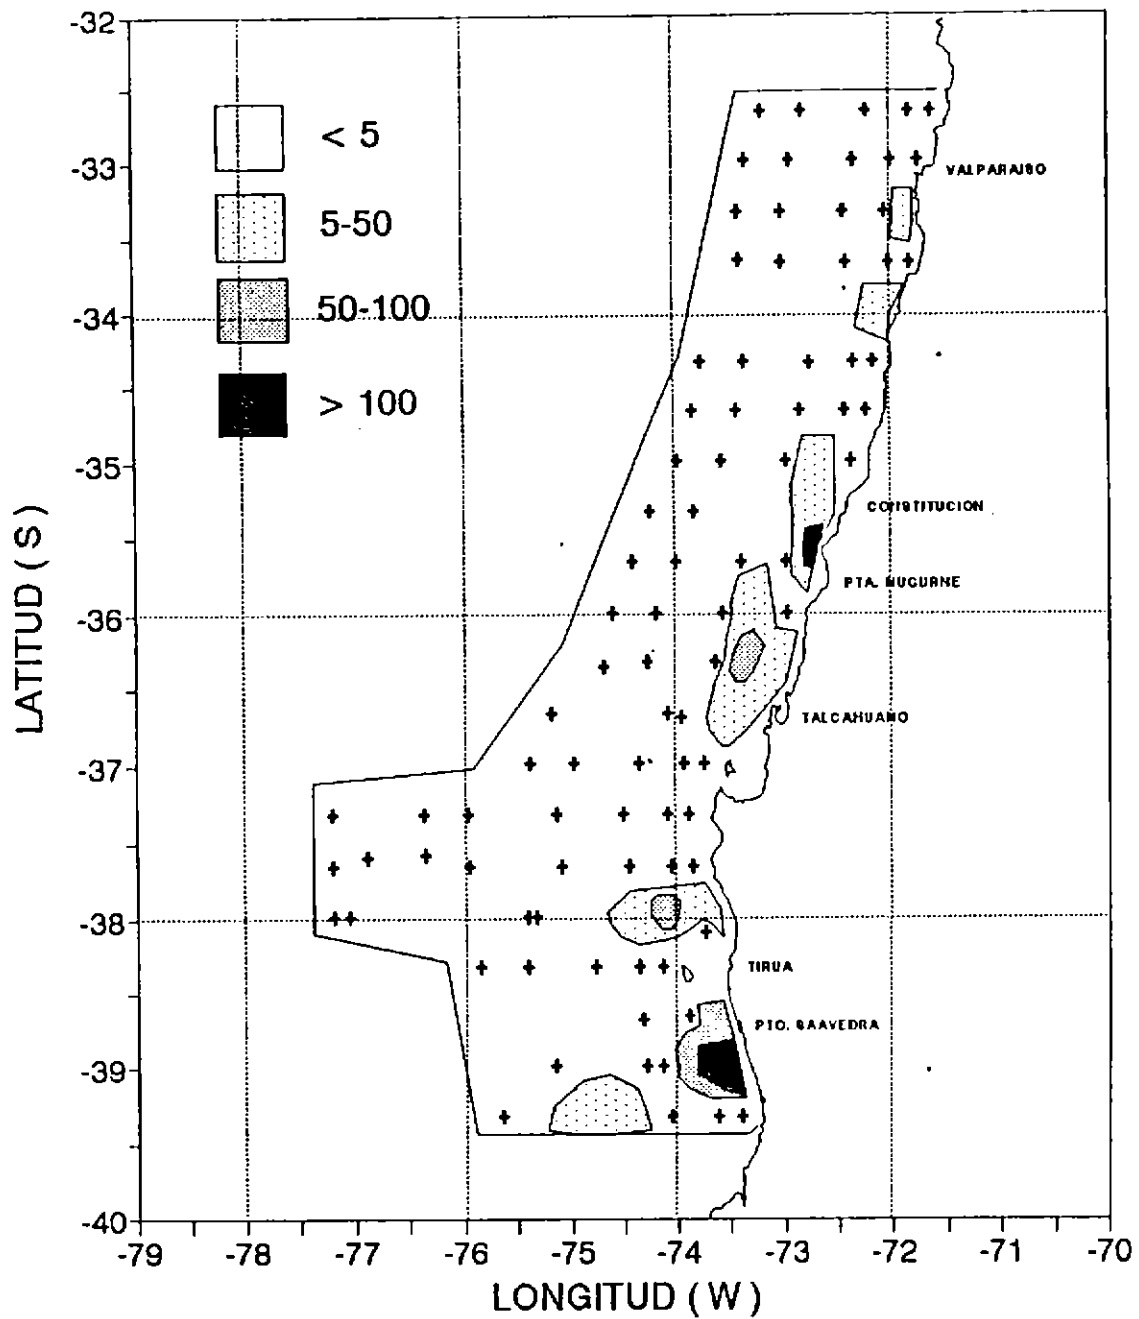 -32
-33
-34
-35
-36
-37
-38
-39
-40
LATITUD ( S )
< 5
5-50
50-100
> 100
VALPARAISO
CONSTITUCION
PTA. NUGURNE
TALCAHUANO
TIRUA
PTO. SAAVEDRA
-79 -78 -77 -76 -75 -74 -73 -72 -71 -70
LONGITUD ( W )